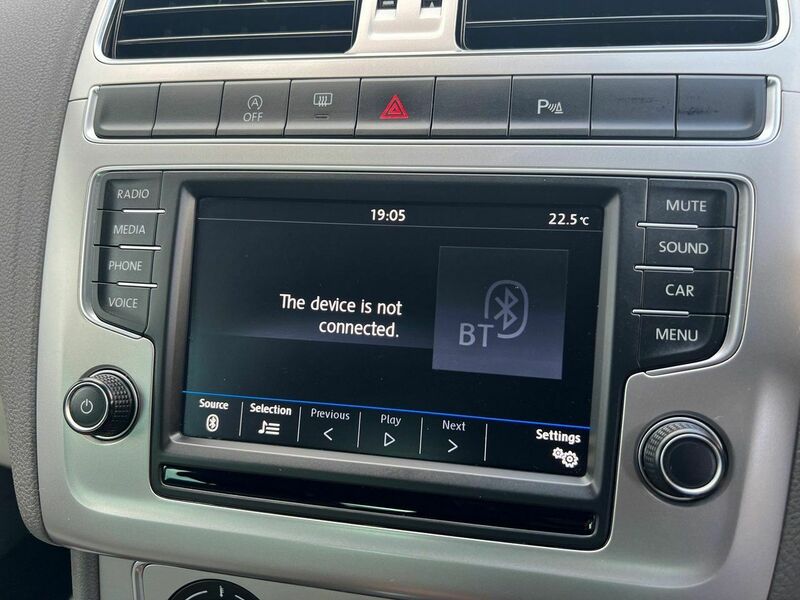 OFF
P
RADIO
MEDIA
PHONE
VOICE
19:05
22.5°C
The device is not
connected.
BT
Source
Selection
Previous
Play
Next
Settings
MUTE
SOUND
CAR
MENU